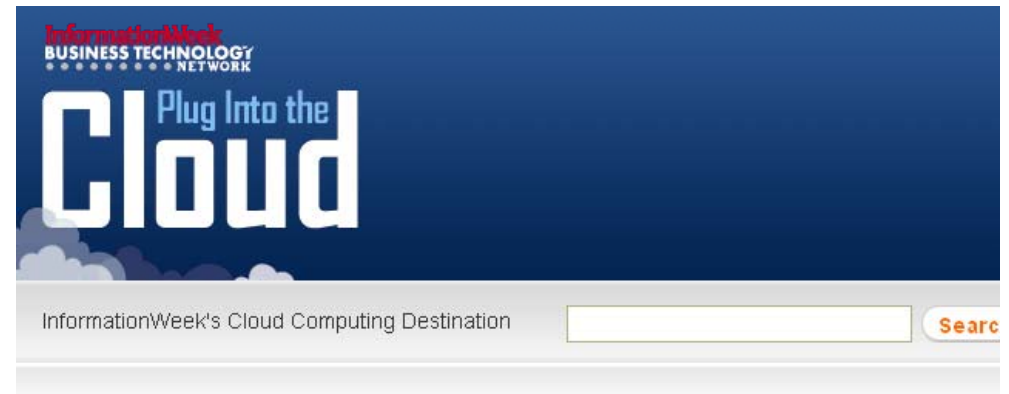 InformationWeek
BUSINESS TECHNOLOGY
NETWORK
Plug Into the
Cloud
InformationWeek's Cloud Computing Destination
Searc